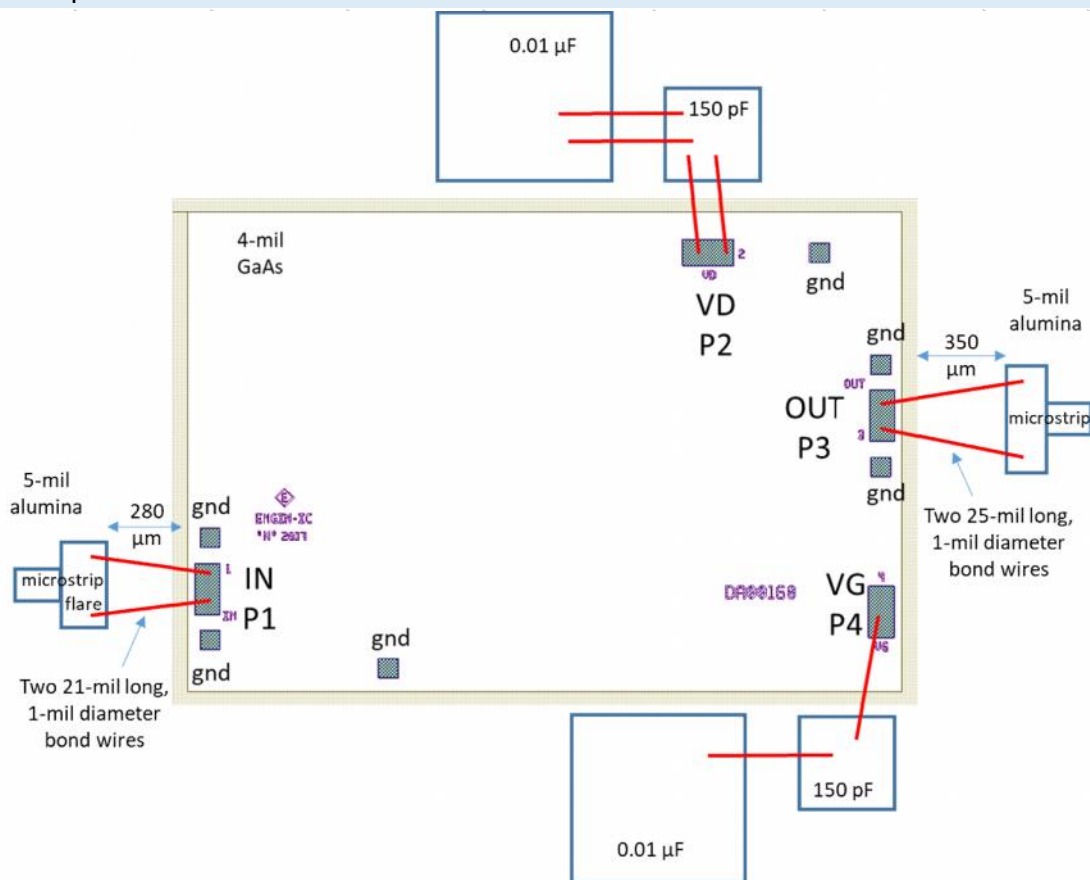 0.01 µF
150 pF
4-mil
GaAs
2
VD
gnd
VD
P2
5-mil
alumina
gnd
350
µm
OUT
OUT
P3
3
microstrip
gnd
5-mil
alumina
280
µm
gnd
E
ENGIN-IC
"H" 2017
Two 25-mil long,
1-mil diameter
bond wires
microstrip
flare
1
IN
IN
P1
gnd
DA00168
VG
P4
4
VG
gnd
Two 21-mil long,
1-mil diameter
bond wires
150 pF
0.01 µF